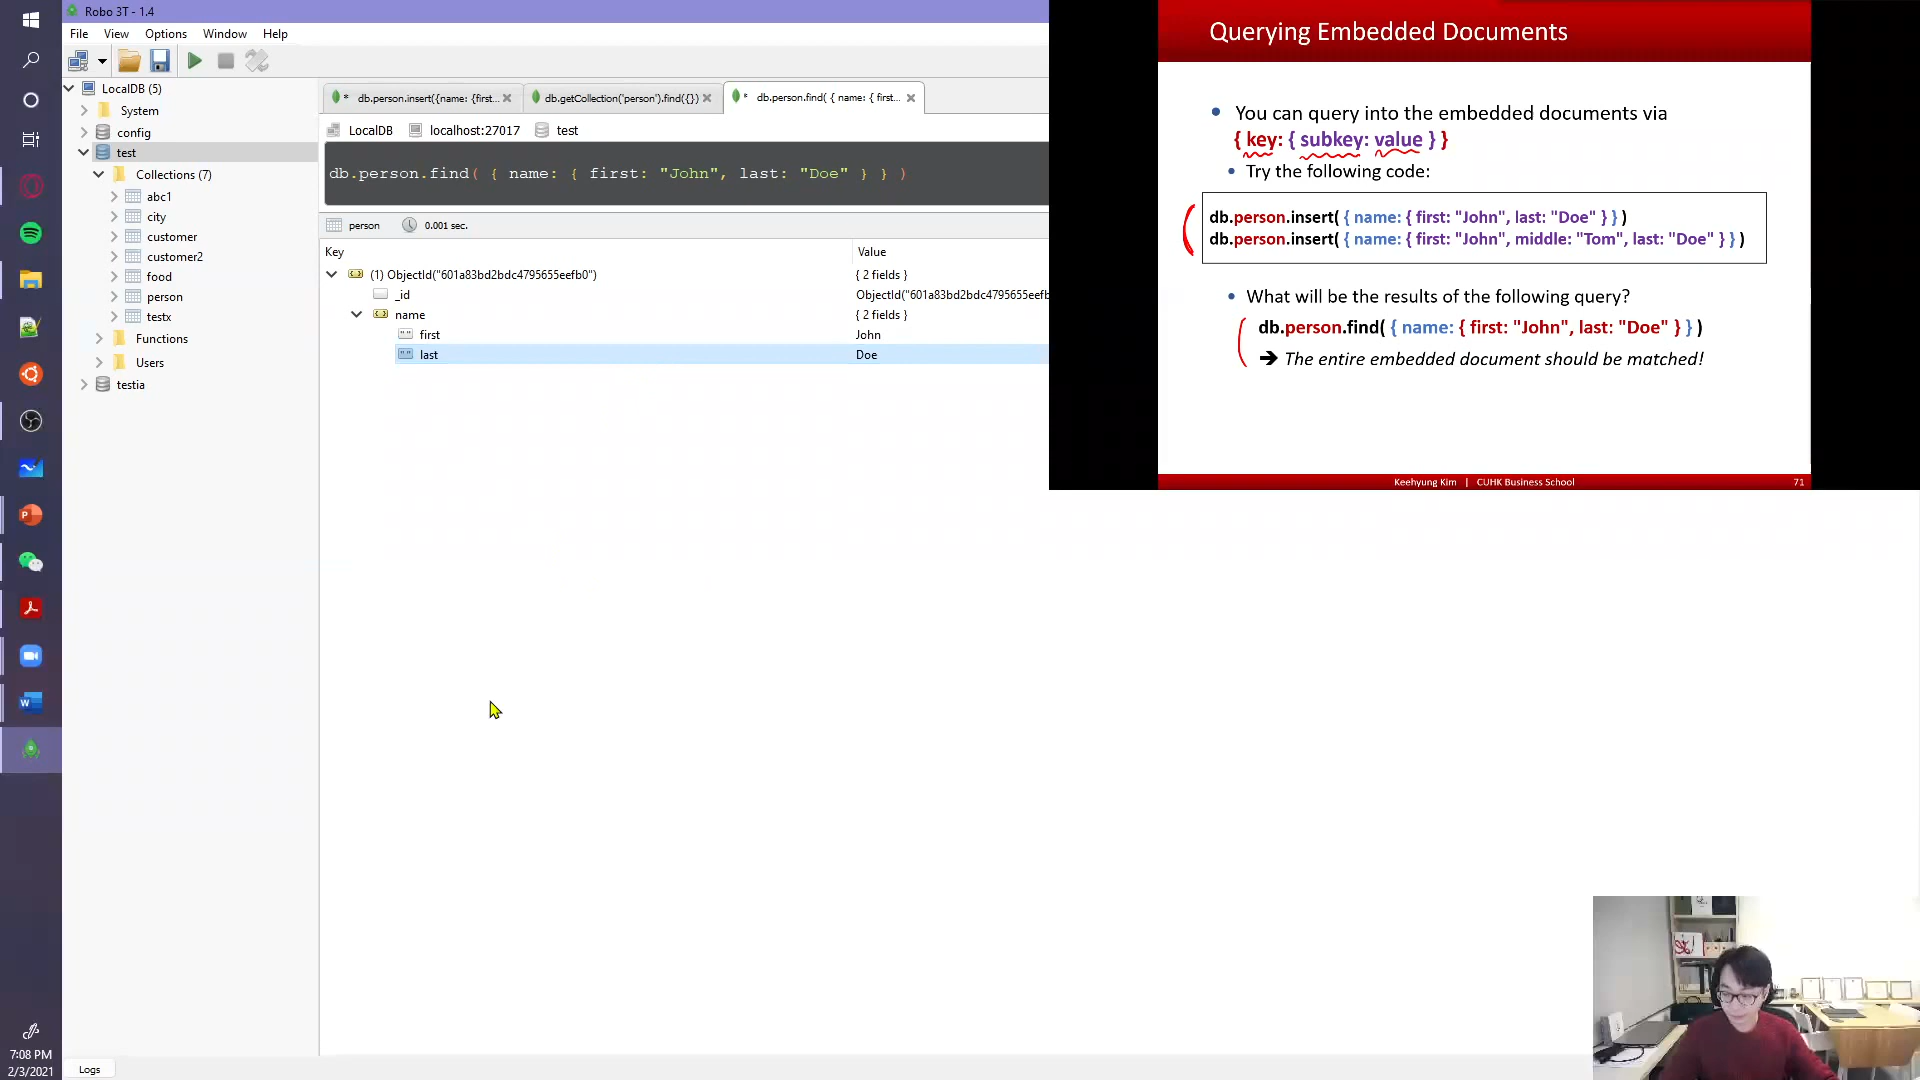 Robo 3T - 1.4
File View Options Window Help
LocalDB (5)
System
config
test
Collections (7)
abc1
city
customer
customer2
food
person
testx
Functions
Users
testia
* db.person.insert({name: {first...
db.getCollection('person').find({})
* db.person.find( { name: { first...
LocalDB localhost:27017 test
db.person.find( { name: { first: "John", last: "Doe" } } )
person 0.001 sec.
Key Value
(1) ObjectId("601a83bd2bdc4795655eefb0") { 2 fields }
_id ObjectId("601a83bd2bdc4795655eefb
name { 2 fields }
first John
last Doe
Logs
7:08 PM
2/3/2021
Querying Embedded Documents
• You can query into the embedded documents via
{ key: { subkey: value } }
• Try the following code:
db.person.insert( { name: { first: "John", last: "Doe" } } )
db.person.insert( { name: { first: "John", middle: "Tom", last: "Doe" } } )
• What will be the results of the following query?
db.person.find( { name: { first: "John", last: "Doe" } } )
➔ The entire embedded document should be matched!
Keehyung Kim | CUHK Business School
71